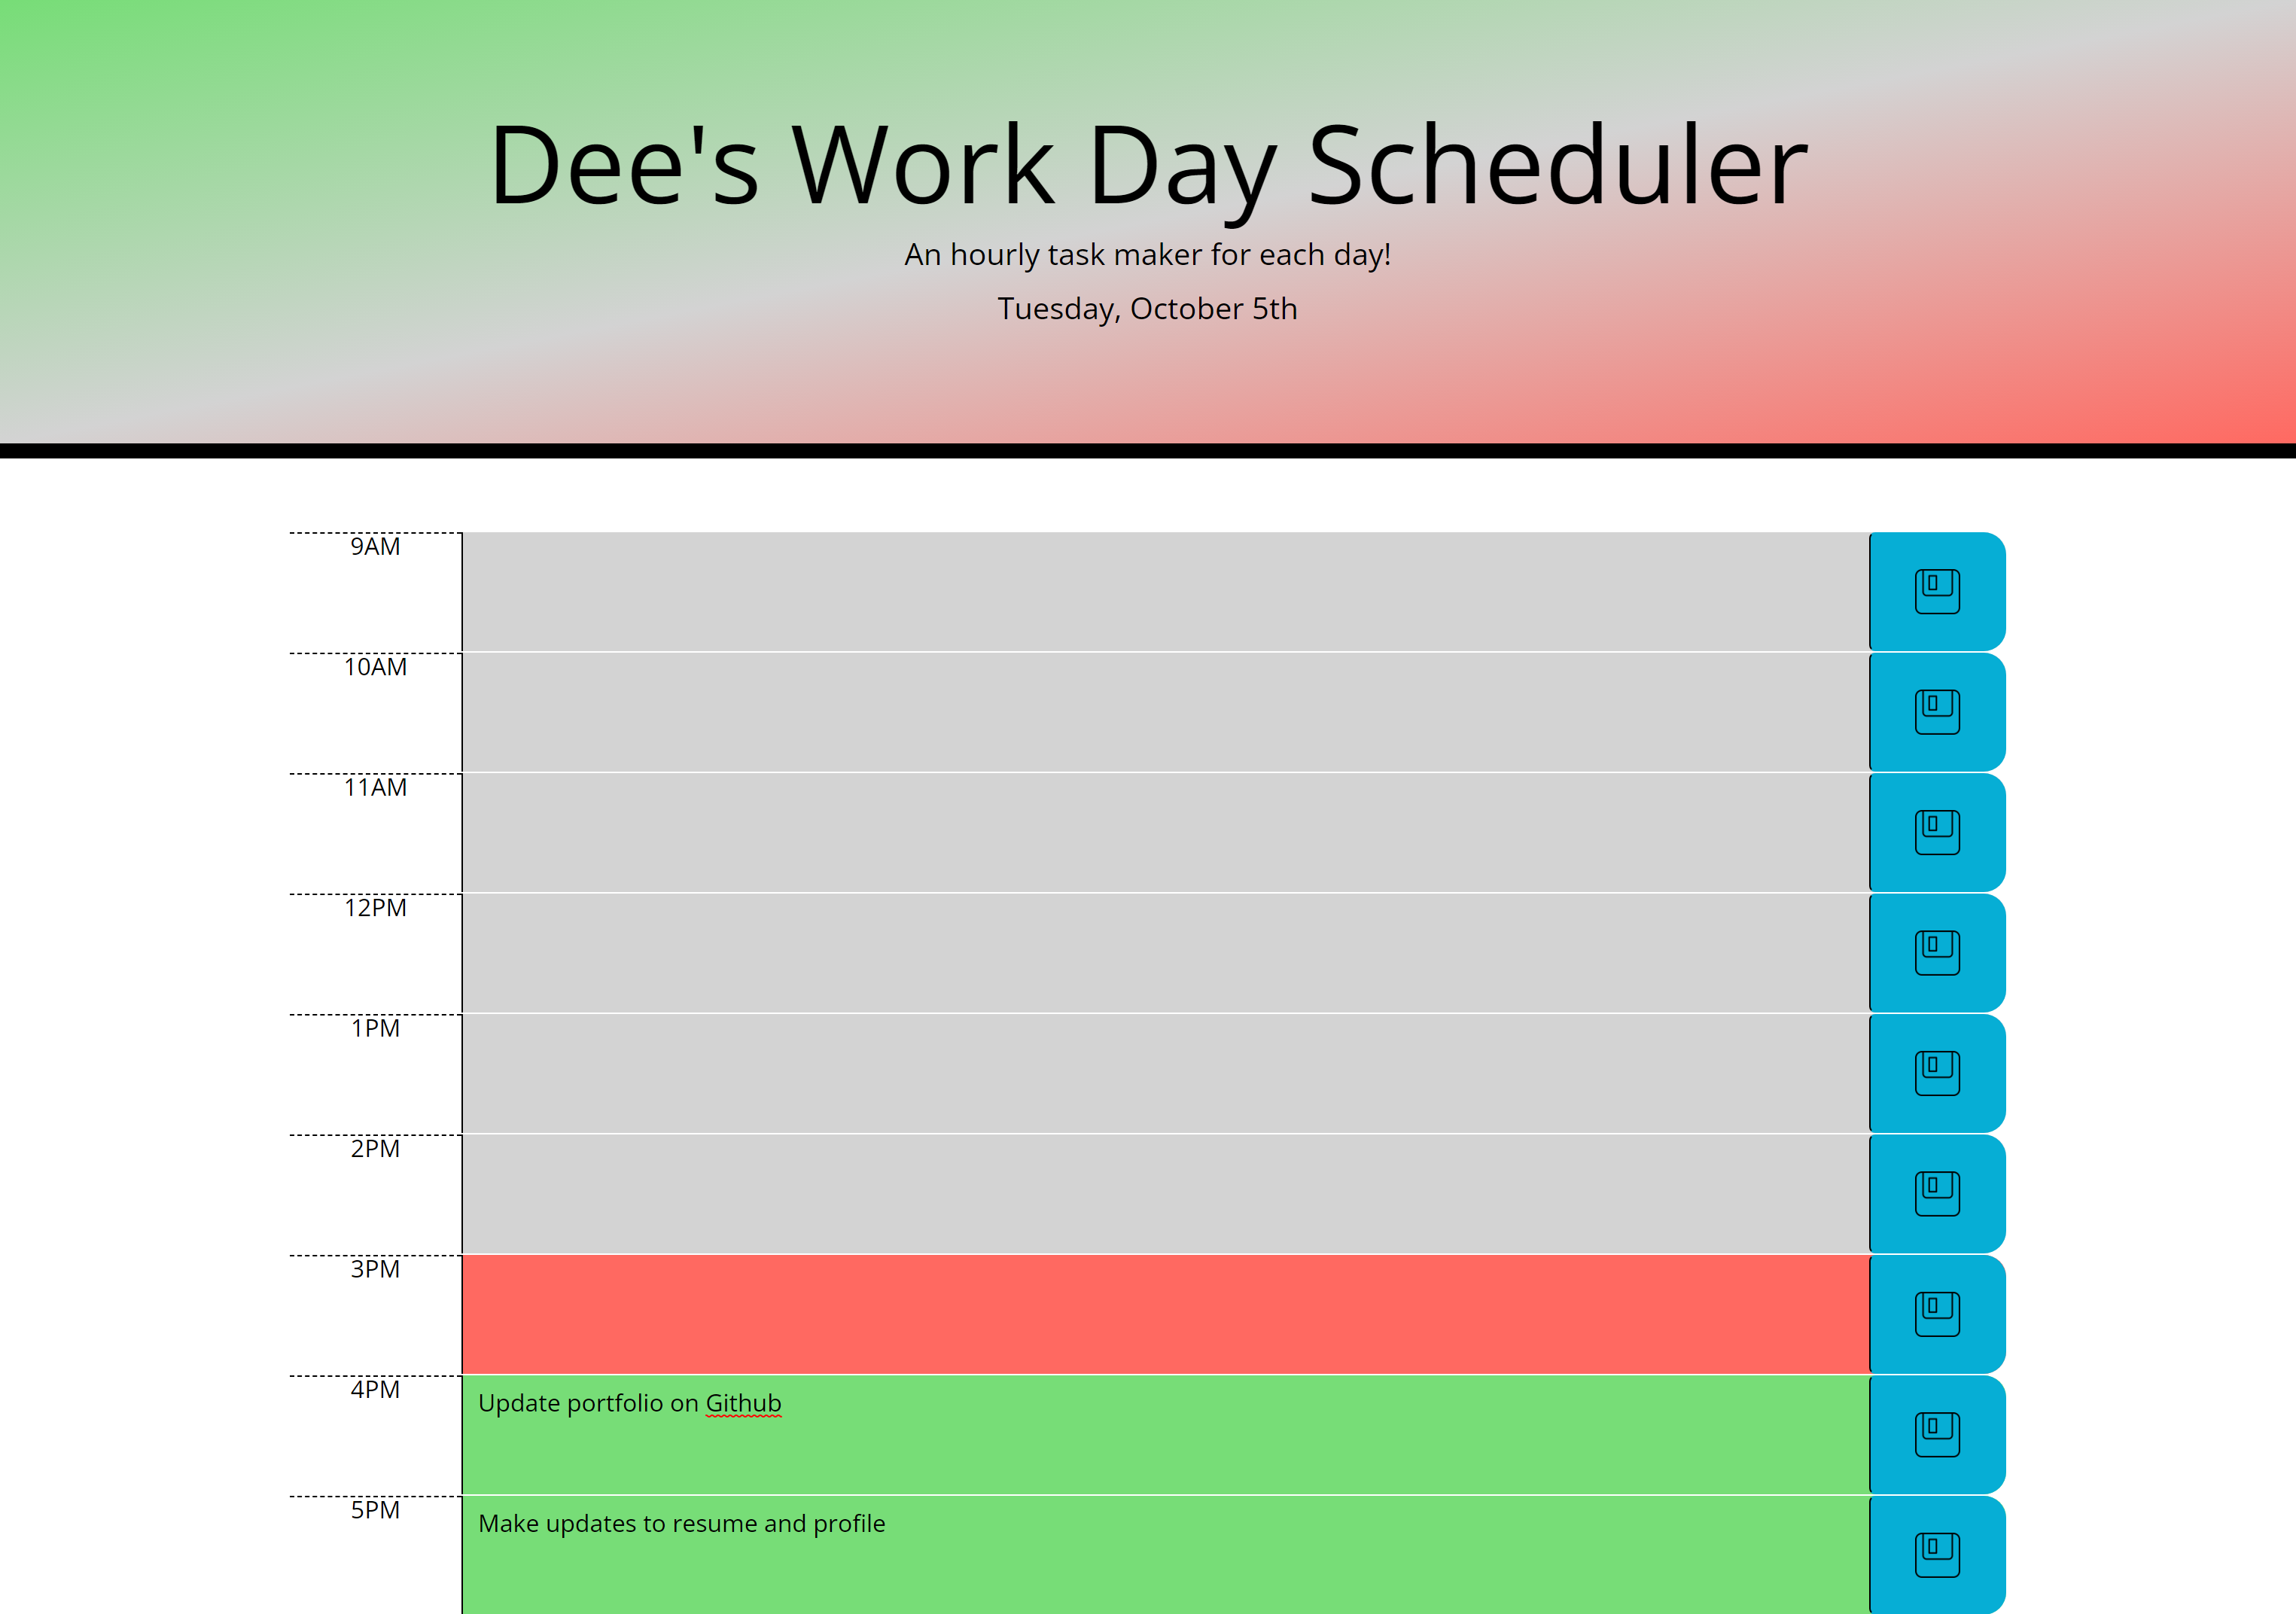 Dee's Work Day Scheduler
An hourly task maker for each day!
Tuesday, October 5th
9AM
10AM
11AM
12PM
1PM
2PM
3PM
4PM
Update portfolio on Github
5PM
Make updates to resume and profile